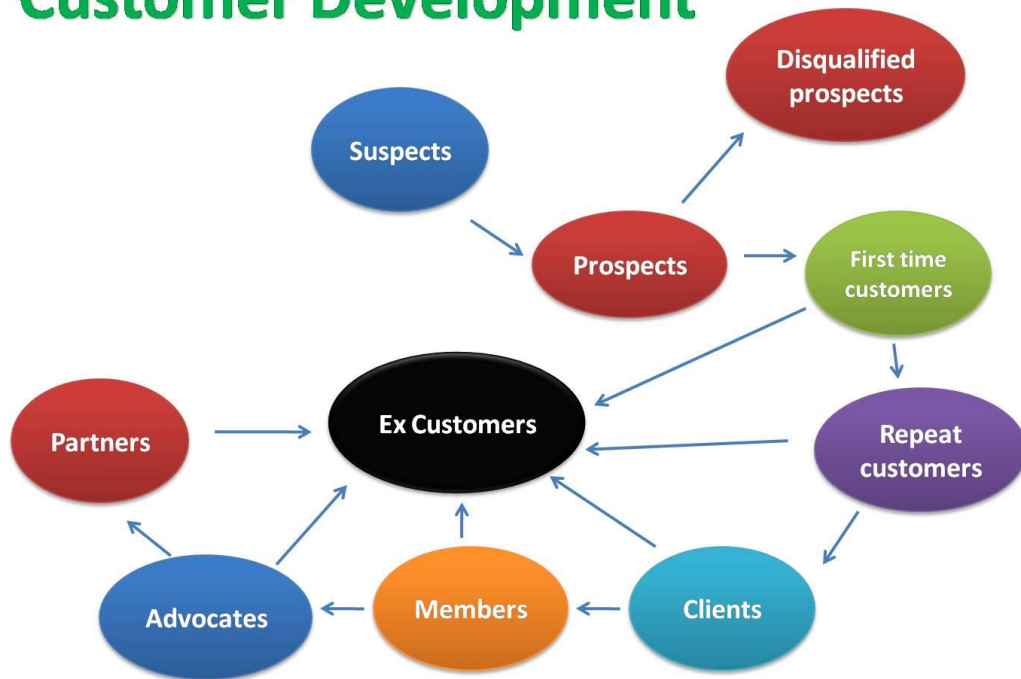 Customer Development
Disqualified
prospects
Suspects
Prospects
First time
customers
Partners
Ex Customers
Repeat
customers
Advocates
Members
Clients